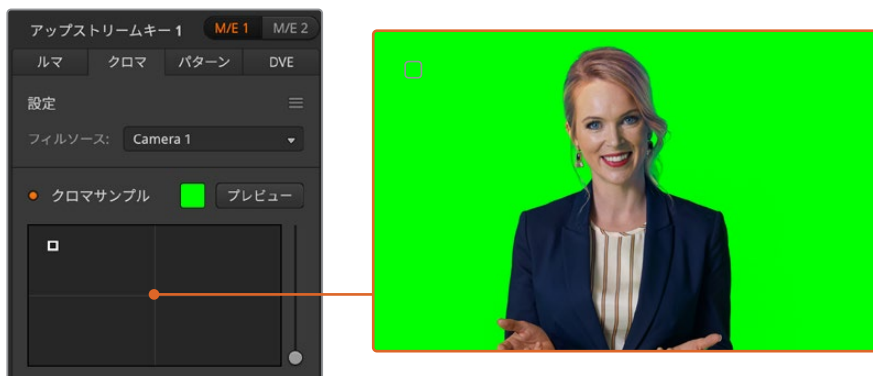 アップストリームキー 1 M/E 1 M/E 2
ルマ クロマ パターン DVE
設定
フィルソース: Camera 1
クロマサンプル プレビュー